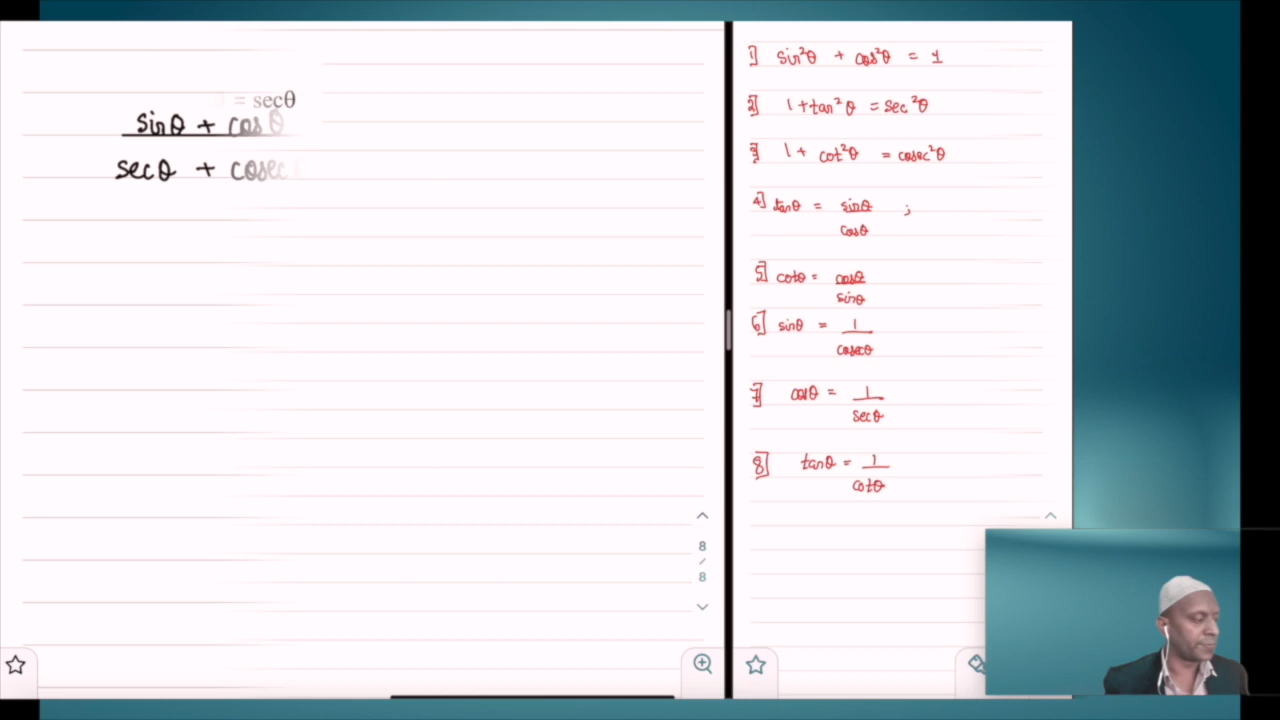 = secθ
sinθ + cosθ
secθ + cosec
8
/
8
1] sin²θ + cos²θ = 1
2] 1 + tan²θ = sec²θ
3] 1 + cot²θ = cosec²θ
4] tanθ = sinθ ;
cosθ
5] cotθ = cosθ
sinθ
6] sinθ = 1
cosecθ
7] cosθ = 1
secθ
8] tanθ = 1
cotθ